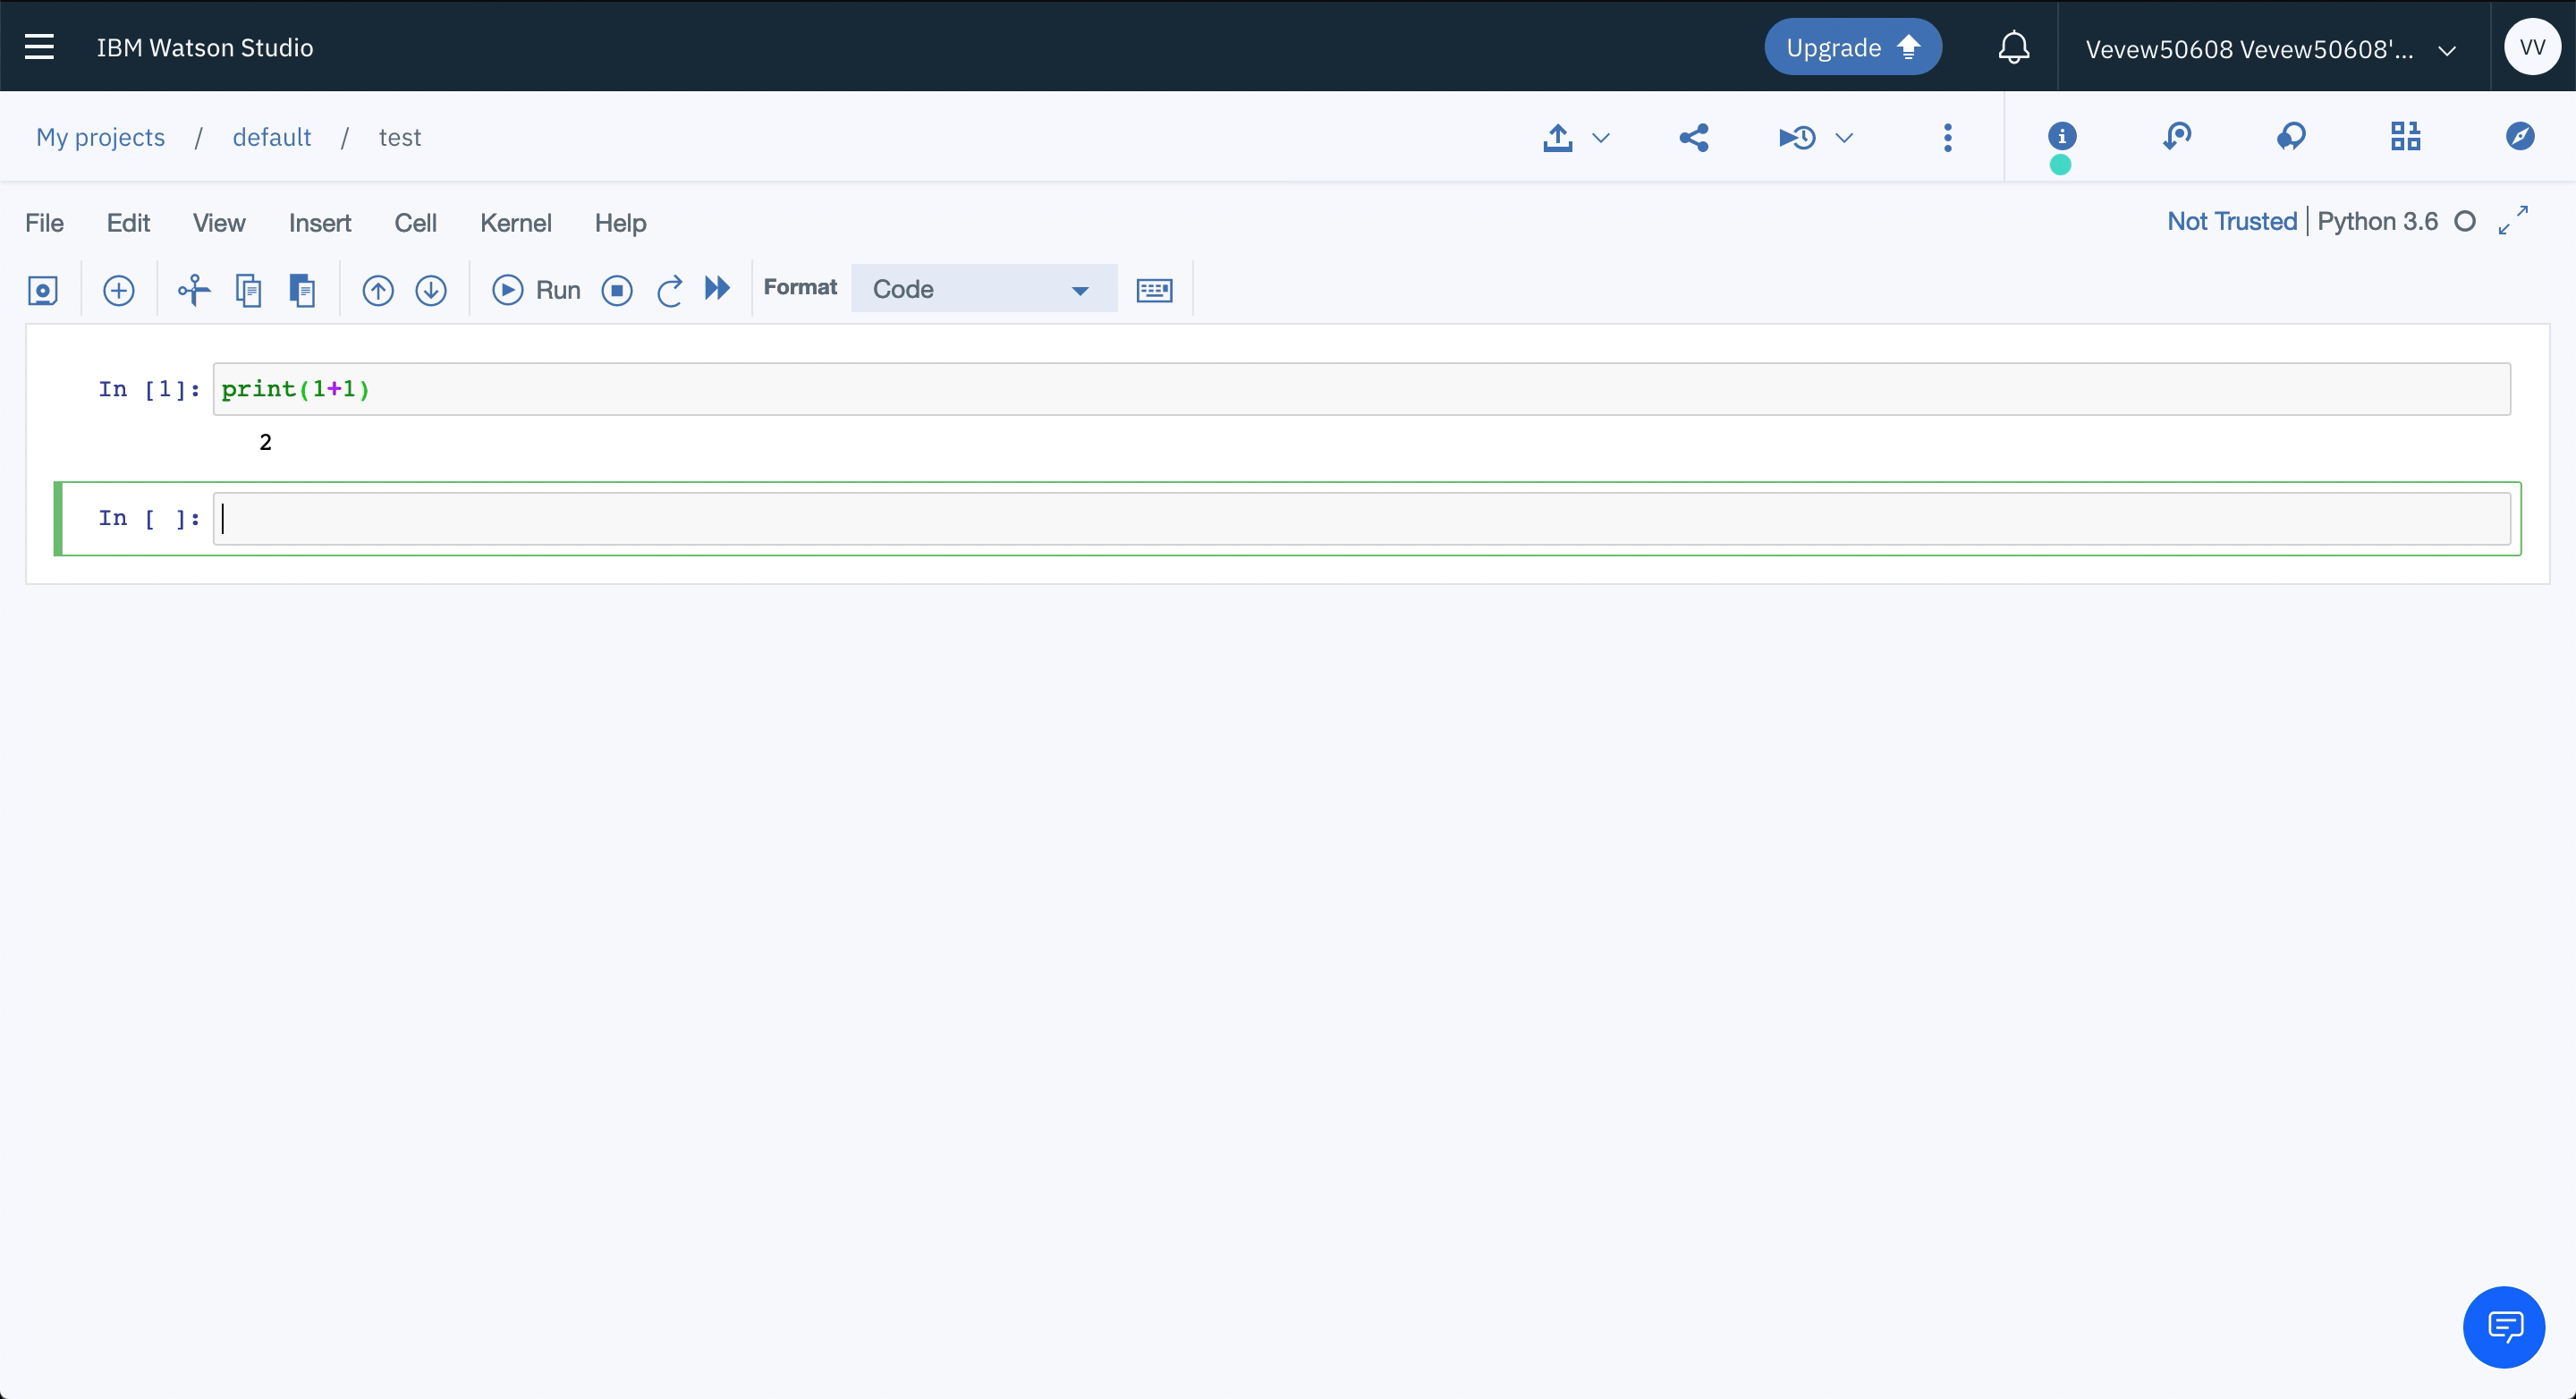 IBM Watson Studio
Upgrade
Vevew50608 Vevew50608'...
VV
My projects / default / test
File Edit View Insert Cell Kernel Help
Not Trusted | Python 3.6
Run
Format
Code
In [1]: print(1+1)
2
In [ ]: